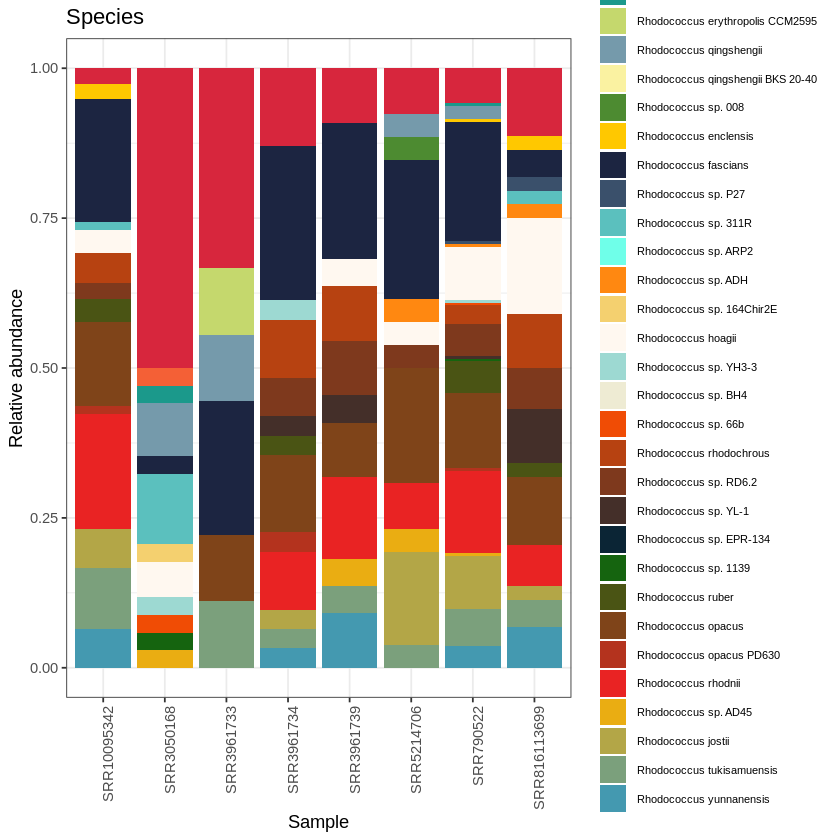 Species
Relative abundance
1.00
0.75
0.50
0.25
0.00
SRR10095342
SRR3050168
SRR3961733
SRR3961734
SRR3961739
SRR5214706
SRR790522
SRR816113699
Sample
Rhodococcus erythropolis CCM2595
Rhodococcus qingshengii
Rhodococcus qingshengii BKS 20-40
Rhodococcus sp. 008
Rhodococcus enclensis
Rhodococcus fascians
Rhodococcus sp. P27
Rhodococcus sp. 311R
Rhodococcus sp. ARP2
Rhodococcus sp. ADH
Rhodococcus sp. 164Chir2E
Rhodococcus hoagii
Rhodococcus sp. YH3-3
Rhodococcus sp. BH4
Rhodococcus sp. 66b
Rhodococcus rhodochrous
Rhodococcus sp. RD6.2
Rhodococcus sp. YL-1
Rhodococcus sp. EPR-134
Rhodococcus sp. 1139
Rhodococcus ruber
Rhodococcus opacus
Rhodococcus opacus PD630
Rhodococcus rhodnii
Rhodococcus sp. AD45
Rhodococcus jostii
Rhodococcus tukisamuensis
Rhodococcus yunnanensis